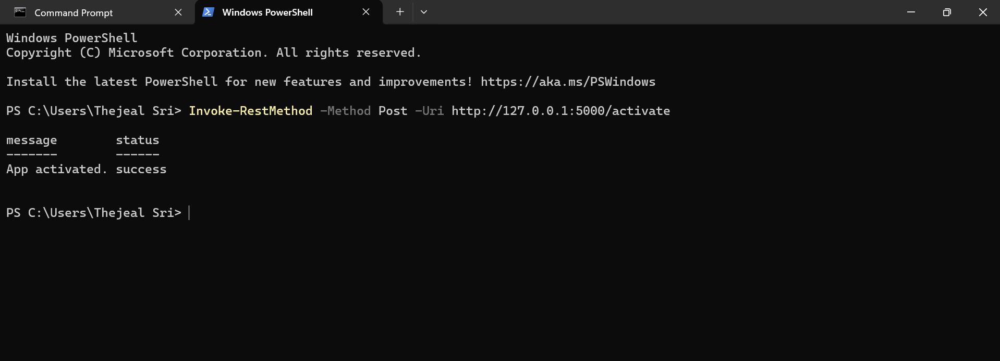 Command Prompt
Windows PowerShell
Windows PowerShell
Copyright (C) Microsoft Corporation. All rights reserved.
Install the latest PowerShell for new features and improvements! https://aka.ms/PSWindows
PS C:\Users\Thejeal Sri> Invoke-RestMethod -Method Post -Uri http://127.0.0.1:5000/activate
message        status
-------        ------
App activated. success
PS C:\Users\Thejeal Sri>